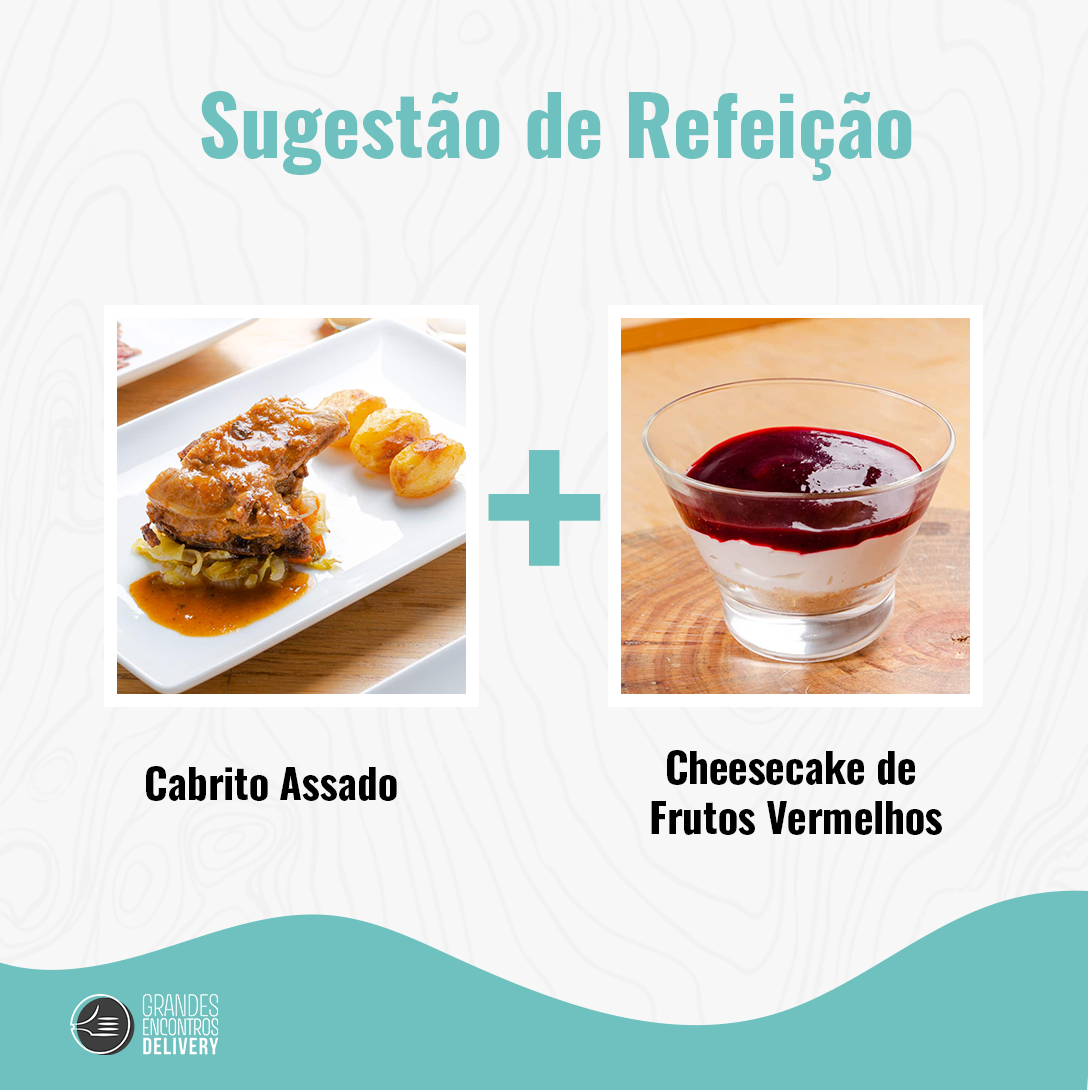 Sugestão de Refeição
Cabrito Assado
Cheesecake de
Frutos Vermelhos
GRANDES
ENCONTROS
DELIVERY